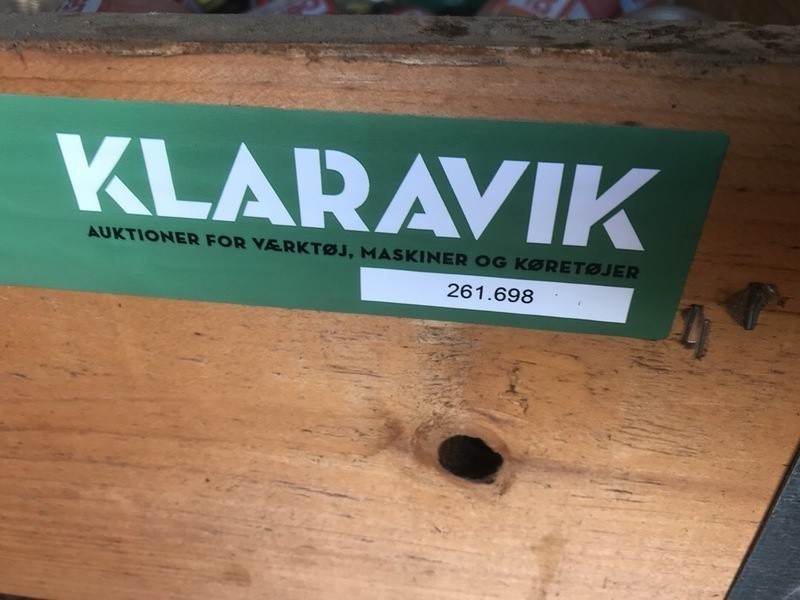 KLARAVIK
AUKTIONER FOR VÆRKTØJ, MASKINER OG KØRETØJER
261.698